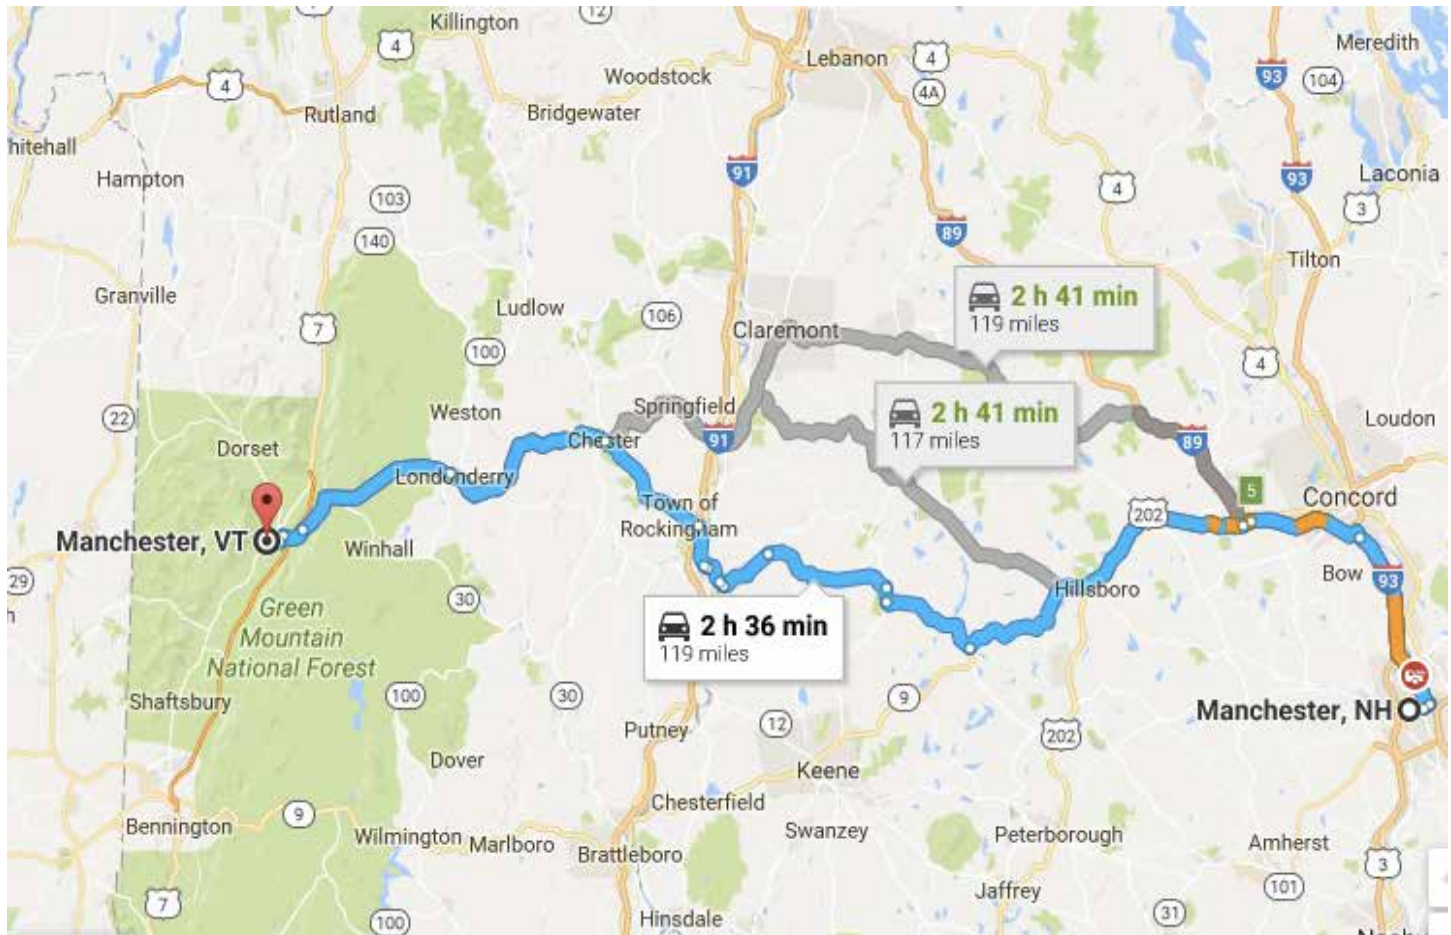 Killington
12
Meredith
4
Lebanon
4
Woodstock
93
104
4
4A
Rutland
Bridgewater
Hampton
91
93
Laconia
4
103
3
140
89
Tilton
Granville
Ludlow
2 h 41 min
119 miles
106
7
Claremont
100
4
2 h 41 min
117 miles
22
Weston
Springfield
Loudon
Dorset
Chester
91
89
Londonderry
5
Concord
Town of
Rockingham
202
Manchester, VT
Winhall
Bow
93
29
Hillsboro
30
Green
Mountain
National Forest
2 h 36 min
119 miles
Shaftsbury
100
30
9
Manchester, NH
Putney
12
202
Dover
Keene
Chesterfield
9
Bennington
Wilmington
Marlboro
Brattleboro
Swanzey
Peterborough
Amherst
3
Jaffrey
101
7
100
Hinsdale
31